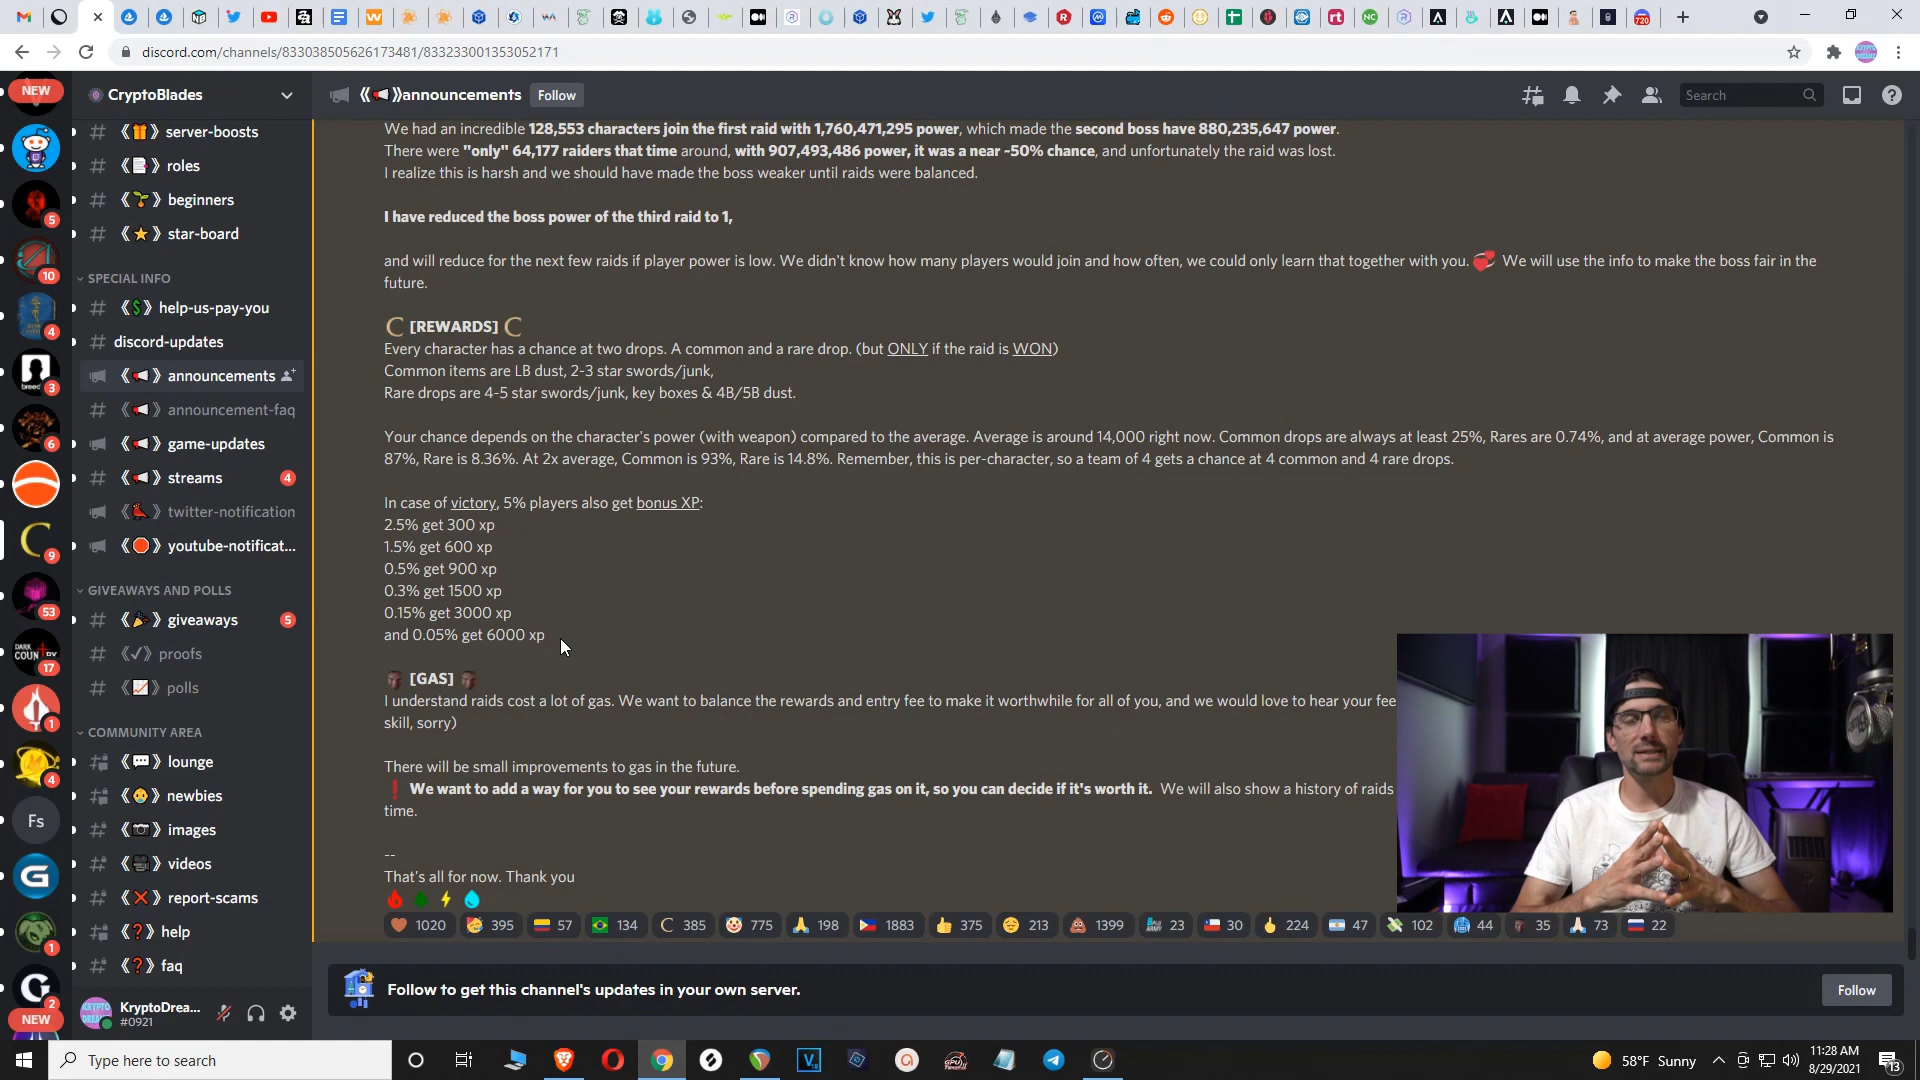 720
discord.com/channels/833038505626173481/833233001353052171
NEW
CryptoBlades
《《📢》》announcements
Follow
Search
《🎁》 server-boosts
《📑》 roles
《🌱》 beginners
《⭐》 star-board
SPECIAL INFO
《💲》 help-us-pay-you
discord-updates
《📢》 announcements
《📢》 announcement-faq
《📢》 game-updates
《📢》 streams
4
《🐦》 twitter-notification
《🛑》 youtube-notificat...
GIVEAWAYS AND POLLS
《🎉》 giveaways
5
《✓》 proofs
《📈》 polls
COMMUNITY AREA
《💬》 lounge
《👶》 newbies
《📷》 images
《🎥》 videos
《❌》 report-scams
《❓》 help
《❓》 faq
KryptoDrea...
#0921
5
10
4
breed
3
6
9
53
DARK
COUN
17
1
4
Fs
G
1
2
NEW
We had an incredible 128,553 characters join the first raid with 1,760,471,295 power, which made the second boss have 880,235,647 power.
There were "only" 64,177 raiders that time around, with 907,493,486 power, it was a near ~50% chance, and unfortunately the raid was lost.
I realize this is harsh and we should have made the boss weaker until raids were balanced.
I have reduced the boss power of the third raid to 1,
and will reduce for the next few raids if player power is low. We didn't know how many players would join and how often, we could only learn that together with you. 💞 We will use the info to make the boss fair in the
future.
[REWARDS]
Every character has a chance at two drops. A common and a rare drop. (but ONLY if the raid is WON)
Common items are LB dust, 2-3 star swords/junk,
Rare drops are 4-5 star swords/junk, key boxes & 4B/5B dust.
Your chance depends on the character's power (with weapon) compared to the average. Average is around 14,000 right now. Common drops are always at least 25%, Rares are 0.74%, and at average power, Common is
87%, Rare is 8.36%. At 2x average, Common is 93%, Rare is 14.8%. Remember, this is per-character, so a team of 4 gets a chance at 4 common and 4 rare drops.
In case of victory, 5% players also get bonus XP:
2.5% get 300 xp
1.5% get 600 xp
0.5% get 900 xp
0.3% get 1500 xp
0.15% get 3000 xp
and 0.05% get 6000 xp
[GAS]
I understand raids cost a lot of gas. We want to balance the rewards and entry fee to make it worthwhile for all of you, and we would love to hear your fee
skill, sorry)
There will be small improvements to gas in the future.
❗ We want to add a way for you to see your rewards before spending gas on it, so you can decide if it's worth it. We will also show a history of raids
time.
--
That's all for now. Thank you
1020 395 57 134 385 775 198 1883 375 213 1399 23 30 224 47 102 44 35 73 22
Follow to get this channel's updates in your own server.
Follow
Type here to search
58°F Sunny
11:28 AM
8/29/2021
13